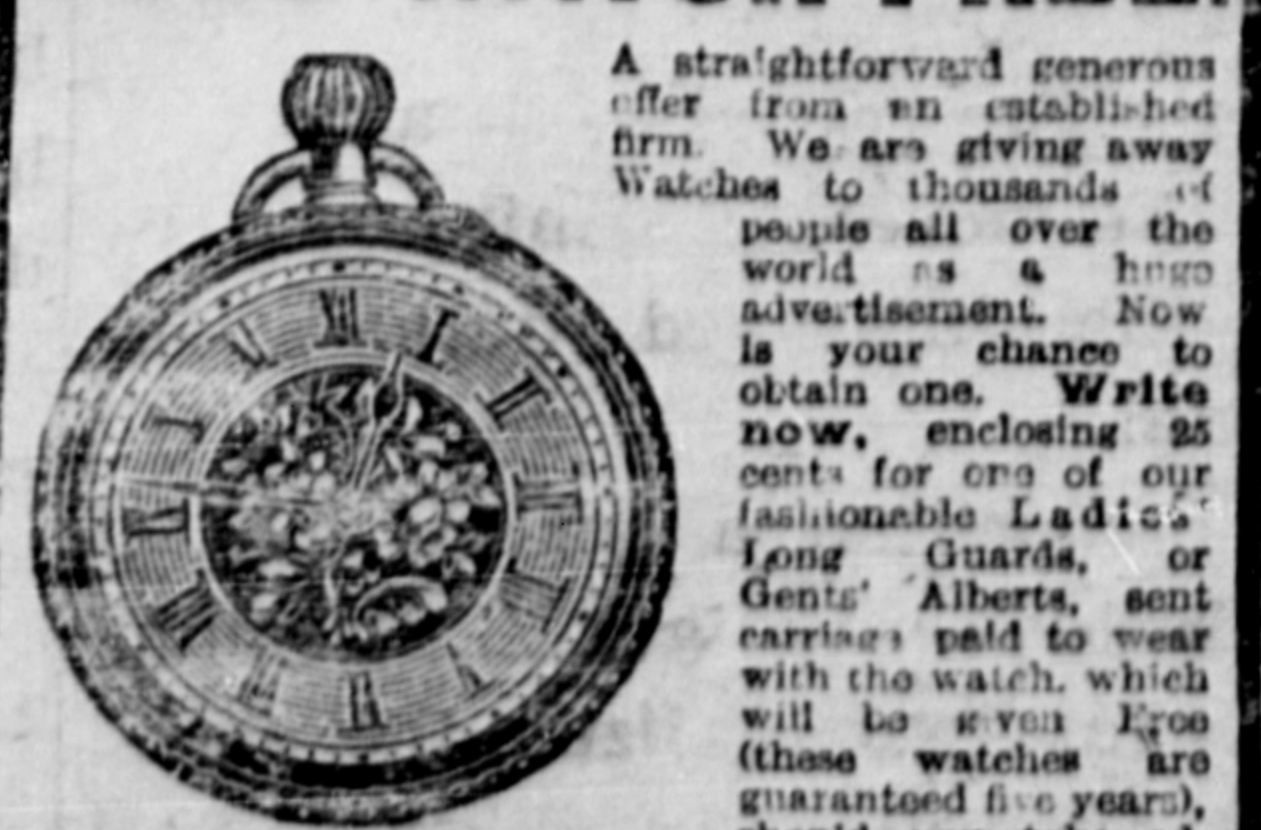 A straightforward generous
offer from an established
firm. We are giving away
Watches to thousands of
people all over the
world as a huge
advertisement. Now
is your chance to
obtain one. Write
now, enclosing 25
cents for one of our
fashionable Ladies'
Long Guards, or
Gents' Alberts, sent
carriage paid to wear
with the watch, which
will be given Free
(these watches are
guaranteed five years),